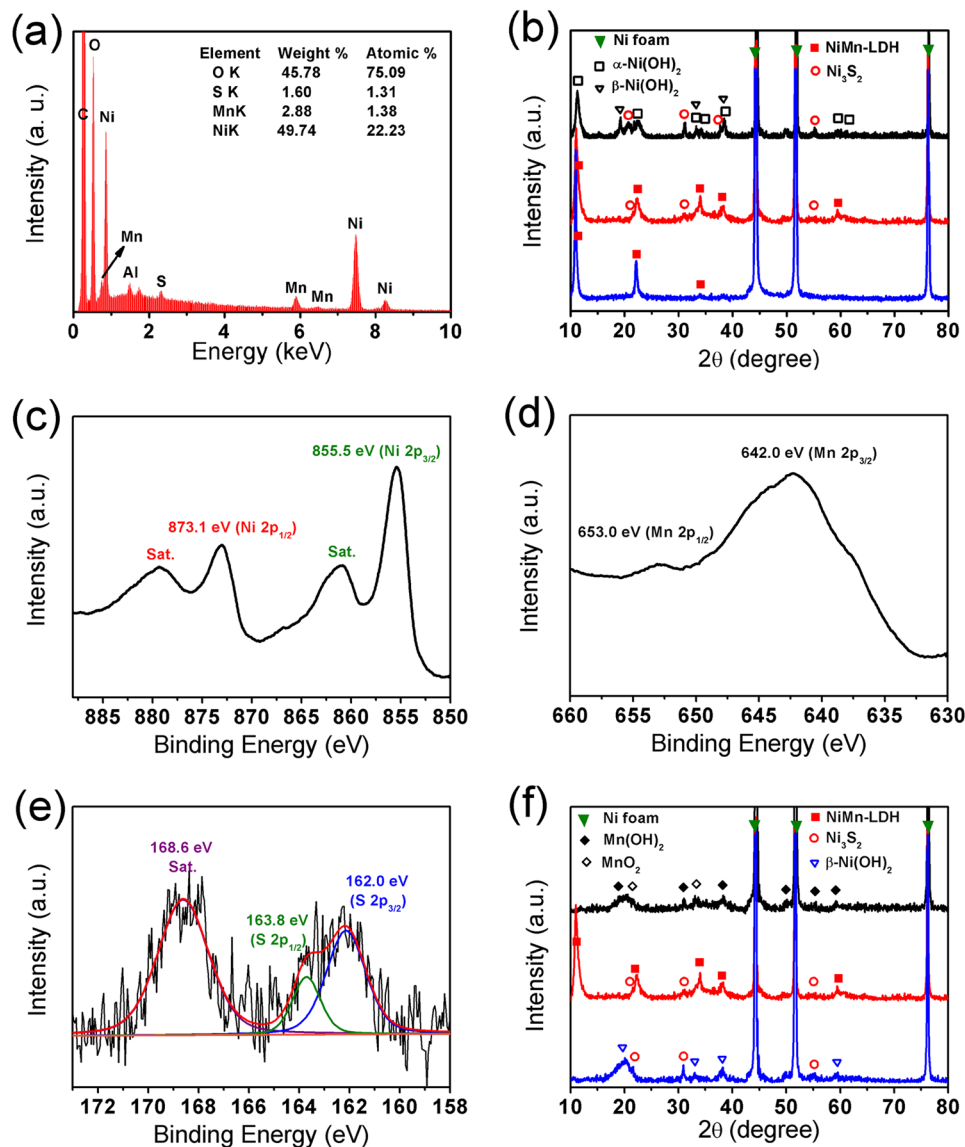 (a)
Intensity (a. u.)
C
O
Ni
Mn
Al
S
Mn
Mn
Ni
Ni
Element Weight % Atomic %
O K 45.78 75.09
S K 1.60 1.31
MnK 2.88 1.38
NiK 49.74 22.23
0 2 4 6 8 10
Energy (keV)
(b)
Intensity (a.u.)
Ni foam
α-Ni(OH)₂
β-Ni(OH)₂
NiMn-LDH
Ni₃S₂
10 20 30 40 50 60 70 80
2θ (degree)
(c)
Intensity (a.u.)
855.5 eV (Ni 2p₃/₂)
873.1 eV (Ni 2p₁/₂)
Sat.
Sat.
885 880 875 870 865 860 855 850
Binding Energy (eV)
(d)
Intensity (a.u.)
642.0 eV (Mn 2p₃/₂)
653.0 eV (Mn 2p₁/₂)
660 655 650 645 640 635 630
Binding Energy (eV)
(e)
Intensity (a.u.)
168.6 eV
Sat.
162.0 eV
(S 2p₃/₂)
163.8 eV
(S 2p₁/₂)
172 170 168 166 164 162 160 158
Binding Energy (eV)
(f)
Intensity (a.u.)
Ni foam
Mn(OH)₂
MnO₂
NiMn-LDH
Ni₃S₂
β-Ni(OH)₂
10 20 30 40 50 60 70 80
2θ (degree)